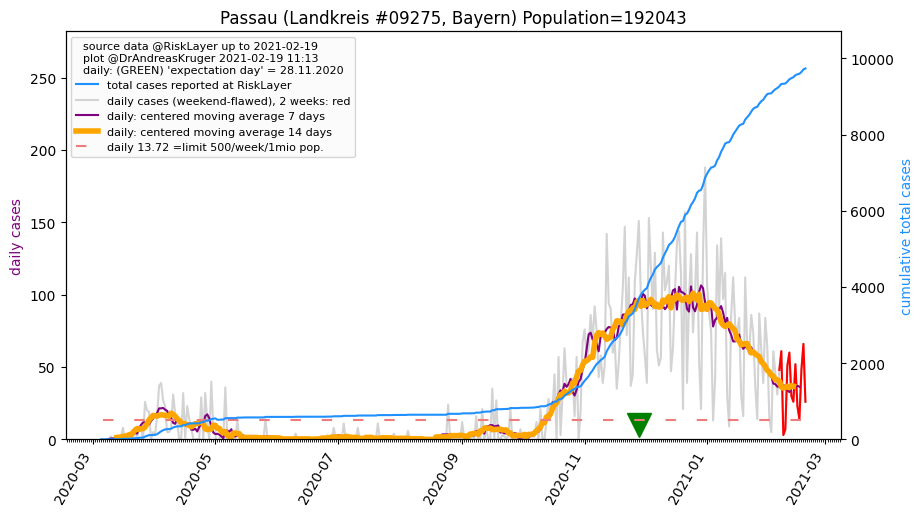 Passau (Landkreis #09275, Bayern) Population=192043
source data @RiskLayer up to 2021-02-19
plot @DrAndreasKruger 2021-02-19 11:13
daily: (GREEN) 'expectation day' = 28.11.2020
total cases reported at RiskLayer
daily cases (weekend-flawed), 2 weeks: red
daily: centered moving average 7 days
daily: centered moving average 14 days
daily 13.72 =limit 500/week/1mio pop.
daily cases
250
200
150
100
50
0
cumulative total cases
10000
8000
6000
4000
2000
0
2020-03
2020-05
2020-07
2020-09
2020-11
2021-01
2021-03